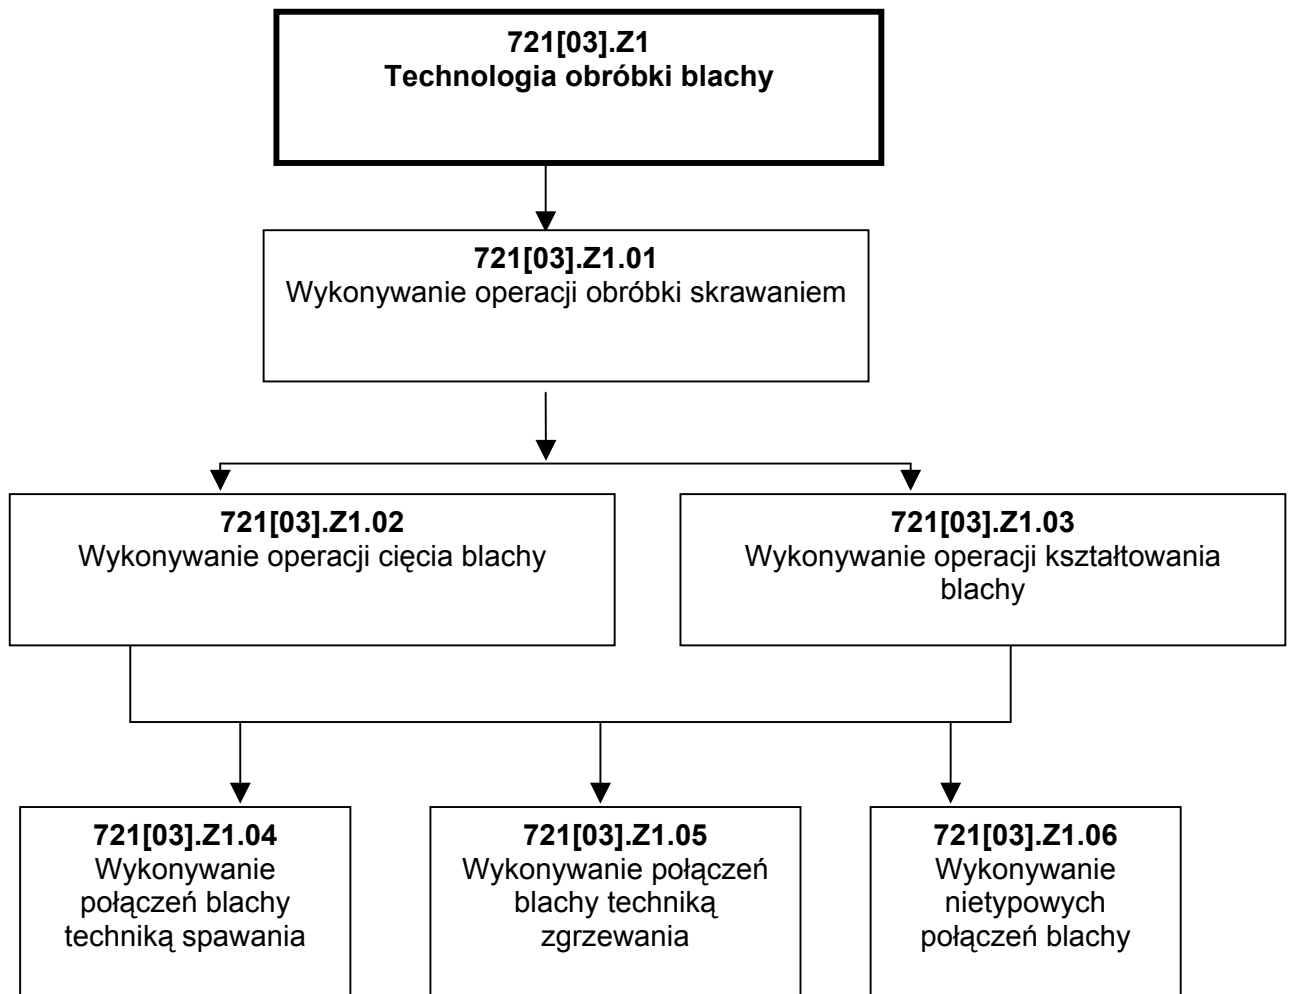 721[03].Z1
Technologia obróbki blachy
721[03].Z1.01
Wykonywanie operacji obróbki skrawaniem
721[03].Z1.02
Wykonywanie operacji cięcia blachy
721[03].Z1.03
Wykonywanie operacji kształtowania
blachy
721[03].Z1.04
Wykonywanie
połączeń blachy
techniką spawania
721[03].Z1.05
Wykonywanie połączeń
blachy techniką
zgrzewania
721[03].Z1.06
Wykonywanie
nietypowych
połączeń blachy